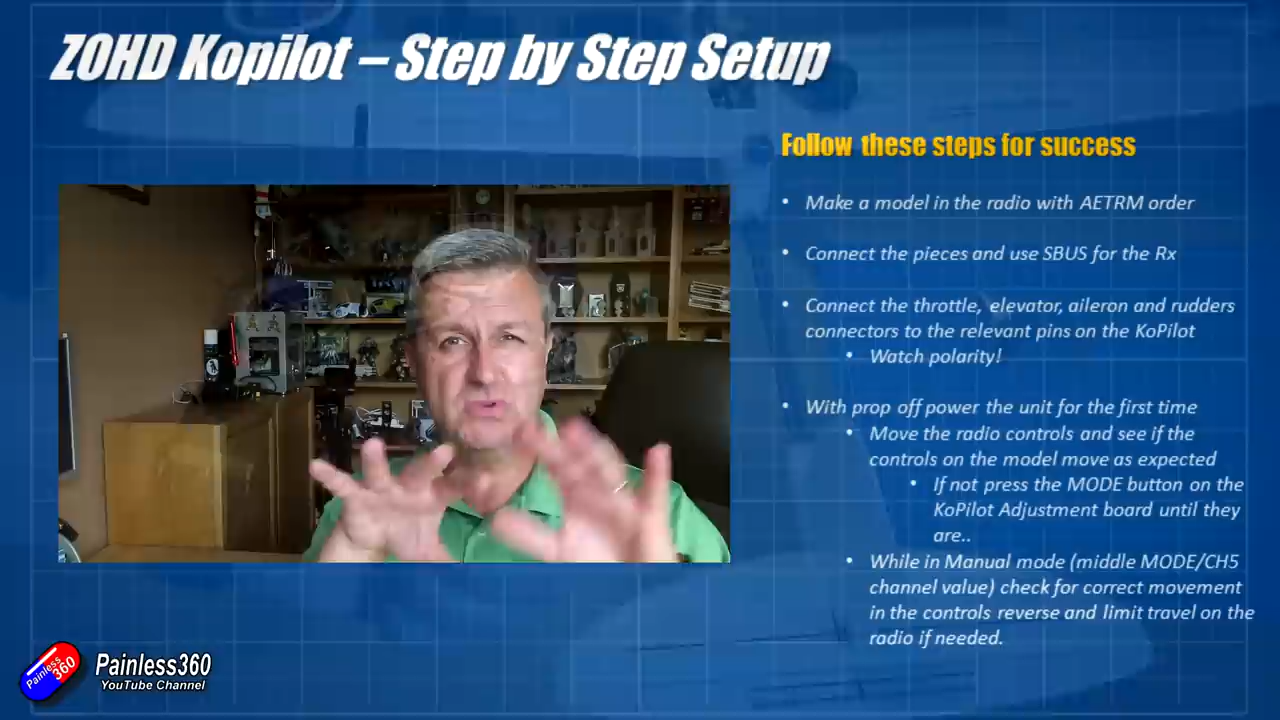 ZOHD Kopilot – Step by Step Setup
Follow these steps for success
• Make a model in the radio with AETRM order
• Connect the pieces and use SBUS for the Rx
• Connect the throttle, elevator, aileron and rudders
connectors to the relevant pins on the KoPilot
• Watch polarity!
• With prop off power the unit for the first time
• Move the radio controls and see if the
controls on the model move as expected
• If not press the MODE button on the
KoPilot Adjustment board until they
are..
• While in Manual mode (middle MODE/CH5
channel value) check for correct movement
in the controls reverse and limit travel on the
radio if needed.
Painless360
Painless360
YouTube Channel